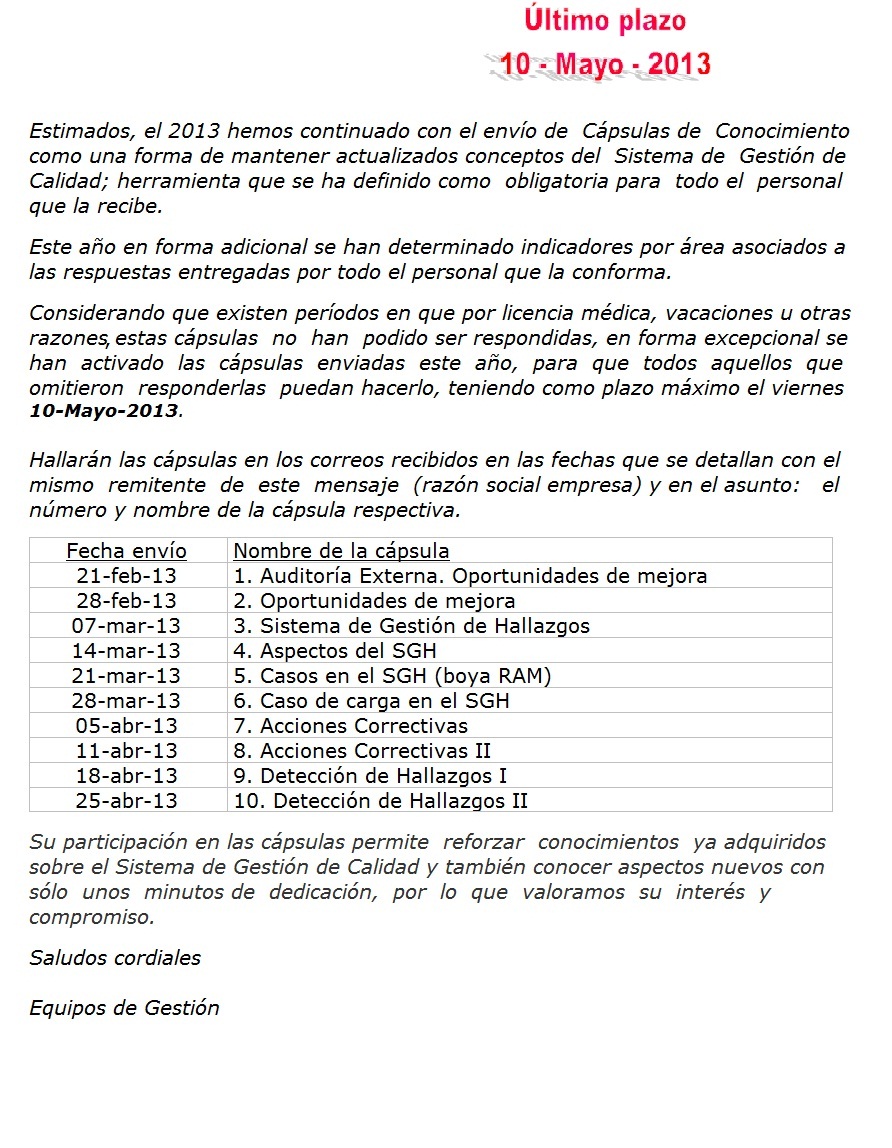 Último plazo
10 - Mayo - 2013
Estimados, el 2013 hemos continuado con el envío de Cápsulas de Conocimiento
como una forma de mantener actualizados conceptos del Sistema de Gestión de
Calidad; herramienta que se ha definido como obligatoria para todo el personal
que la recibe.
Este año en forma adicional se han determinado indicadores por área asociados a
las respuestas entregadas por todo el personal que la conforma.
Considerando que existen períodos en que por licencia médica, vacaciones u otras
razones, estas cápsulas no han podido ser respondidas, en forma excepcional se
han activado las cápsulas enviadas este año, para que todos aquellos que
omitieron responderlas puedan hacerlo, teniendo como plazo máximo el viernes
10-Mayo-2013.
Hallarán las cápsulas en los correos recibidos en las fechas que se detallan con el
mismo remitente de este mensaje (razón social empresa) y en el asunto: el
número y nombre de la cápsula respectiva.
Fecha envío Nombre de la cápsula
21-feb-13 1. Auditoría Externa. Oportunidades de mejora
28-feb-13 2. Oportunidades de mejora
07-mar-13 3. Sistema de Gestión de Hallazgos
14-mar-13 4. Aspectos del SGH
21-mar-13 5. Casos en el SGH (boya RAM)
28-mar-13 6. Caso de carga en el SGH
05-abr-13 7. Acciones Correctivas
11-abr-13 8. Acciones Correctivas II
18-abr-13 9. Detección de Hallazgos I
25-abr-13 10. Detección de Hallazgos II
Su participación en las cápsulas permite reforzar conocimientos ya adquiridos
sobre el Sistema de Gestión de Calidad y también conocer aspectos nuevos con
sólo unos minutos de dedicación, por lo que valoramos su interés y
compromiso.
Saludos cordiales
Equipos de Gestión